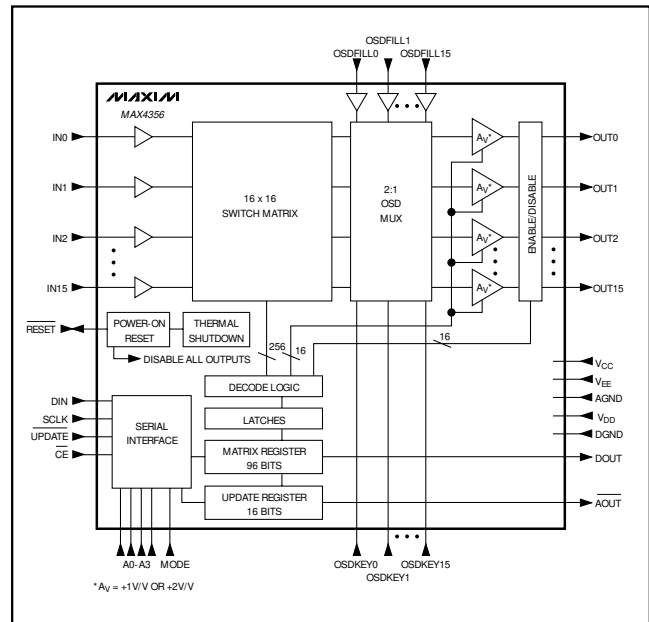 OSDFILL1
OSDFILL0 OSDFILL15
MAXIM
MAX4356
IN0
IN1
IN2
IN15
16 x 16
SWITCH MATRIX
2:1
OSD
MUX
AV*
AV*
AV*
AV*
ENABLE/DISABLE
OUT0
OUT1
OUT2
OUT15
RESET
POWER-ON
RESET
THERMAL
SHUTDOWN
DISABLE ALL OUTPUTS
256
16
16
DECODE LOGIC
LATCHES
MATRIX REGISTER
96 BITS
UPDATE REGISTER
16 BITS
DIN
SCLK
UPDATE
CE
SERIAL
INTERFACE
VCC
VEE
AGND
VDD
DGND
DOUT
AOUT
A0-A3 MODE
OSDKEY0 OSDKEY15
OSDKEY1
*AV = +1V/V OR +2V/V